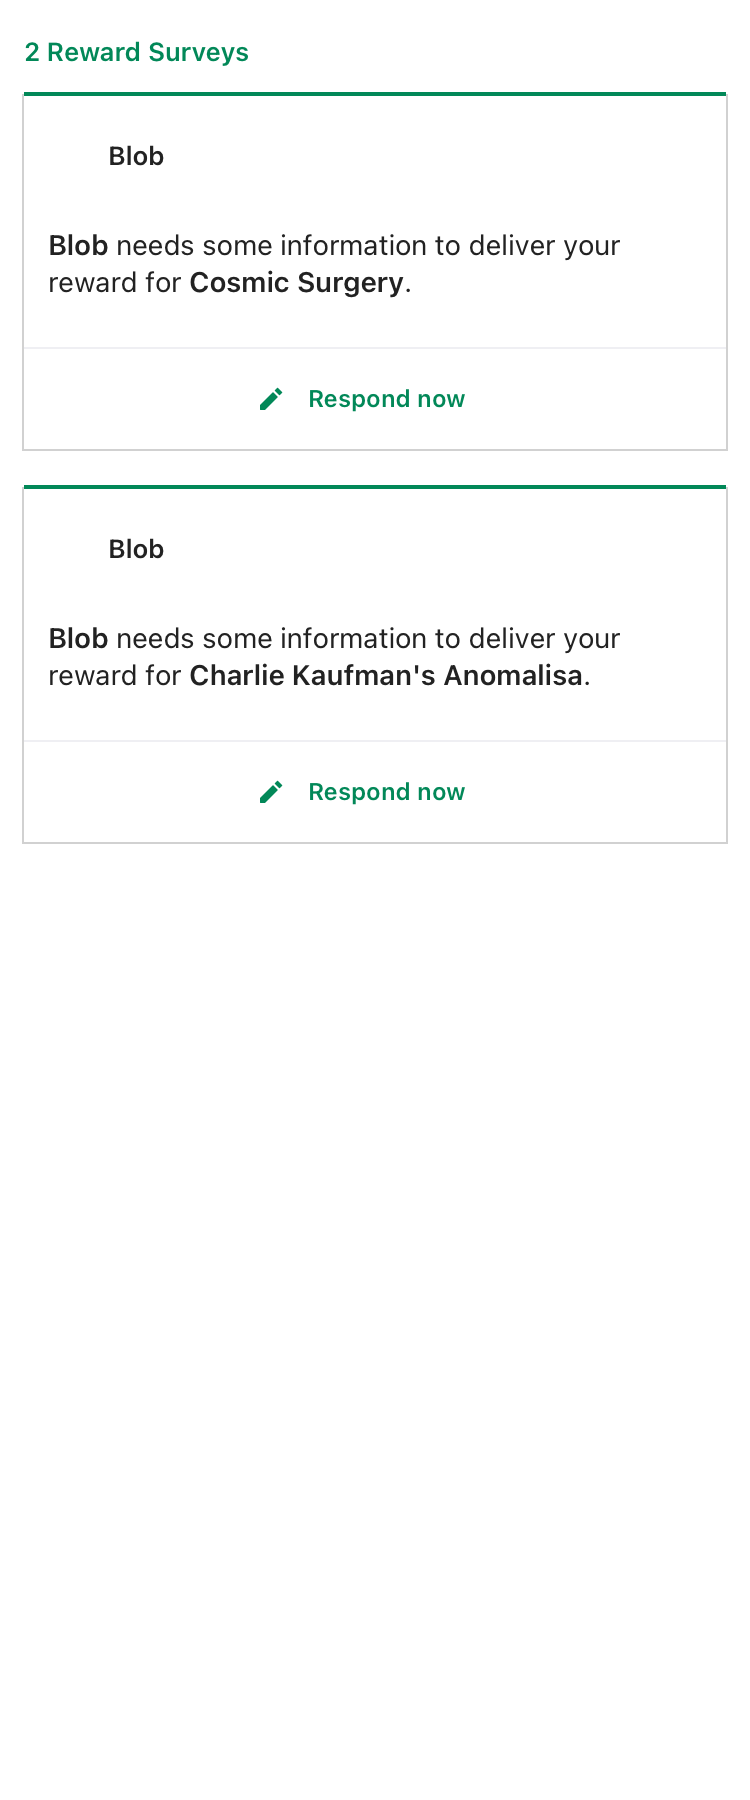 2 Reward Surveys
Blob
Blob needs some information to deliver your
reward for Cosmic Surgery.
Respond now
Blob
Blob needs some information to deliver your
reward for Charlie Kaufman's Anomalisa.
Respond now